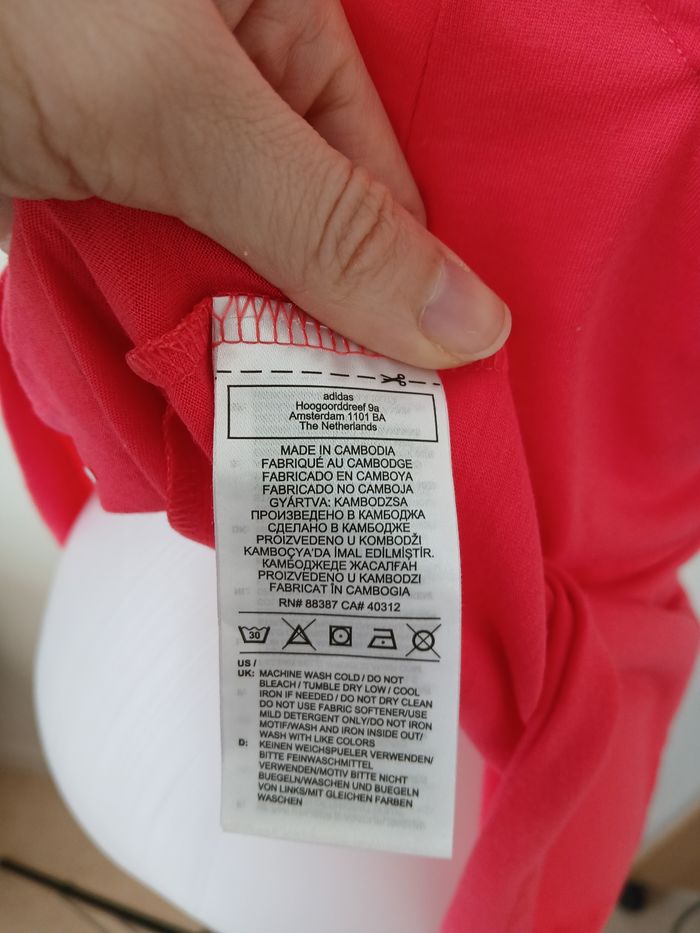 adidas
Hoogoorddreef 9a
Amsterdam 1101 BA
The Netherlands
MADE IN CAMBODIA
FABRIQUÉ AU CAMBODGE
FABRICADO EN CAMBOYA
FABRICADO NO CAMBOJA
GYÁRTVA: KAMBODZSA
ПРОИЗВЕДЕНО В КАМБОДЖА
СДЕЛАНО В КАМБОДЖЕ
PROIZVEDENO U KOMBODŽI
KAMBOÇYA'DA İMAL EDİLMİŞTİR.
КАМБОДЖЕДЕ ЖАСАЛҒАН
PROIZVEDENO U KAMBODZI
FABRICAT ÎN CAMBOGIA
RN# 88387 CA# 40312
30
US /
UK: MACHINE WASH COLD / DO NOT
BLEACH / TUMBLE DRY LOW / COOL
IRON IF NEEDED / DO NOT DRY CLEAN
DO NOT USE FABRIC SOFTENER/USE
MILD DETERGENT ONLY/DO NOT IRON
MOTIF/WASH AND IRON INSIDE OUT/
WASH WITH LIKE COLORS
D: KEINEN WEICHSPUELER VERWENDEN/
BITTE FEINWASCHMITTEL
VERWENDEN/MOTIV BITTE NICHT
BUEGELN/WASCHEN UND BUEGELN
VON LINKS/MIT GLEICHEN FARBEN
WASCHEN